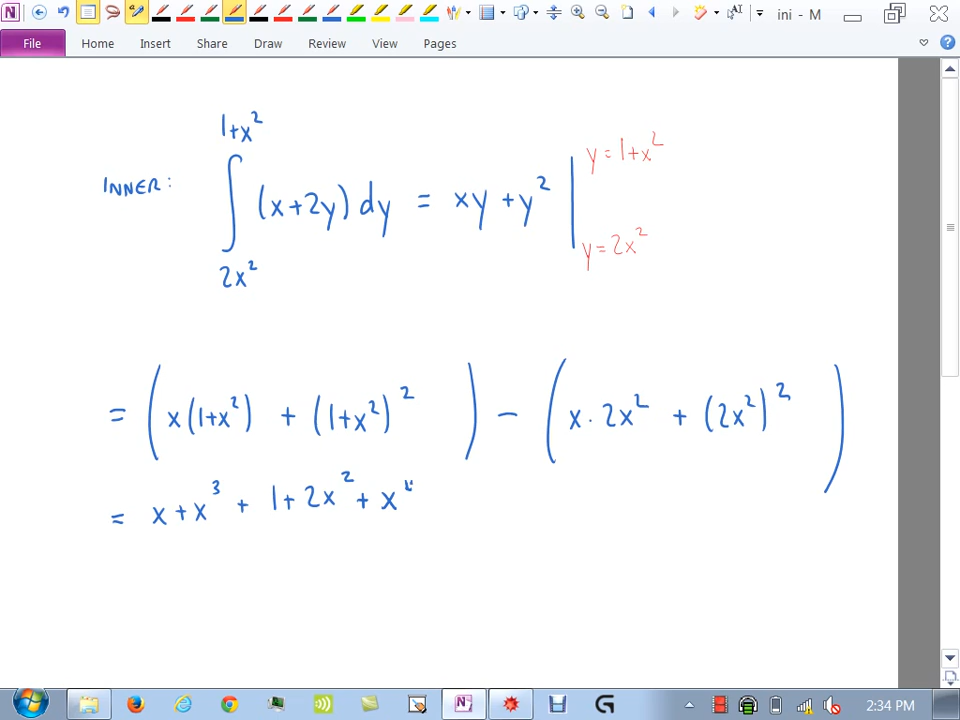 ini - M
File Home Insert Share Draw Review View Pages
INNER: ∫_{2x²}^{1+x²} (x+2y) dy = xy + y² |_{y=2x²}^{y=1+x²}
= (x(1+x²) + (1+x²)²) - (x · 2x² + (2x²)²)
= x + x³ + 1 + 2x² + x⁴
2:34 PM